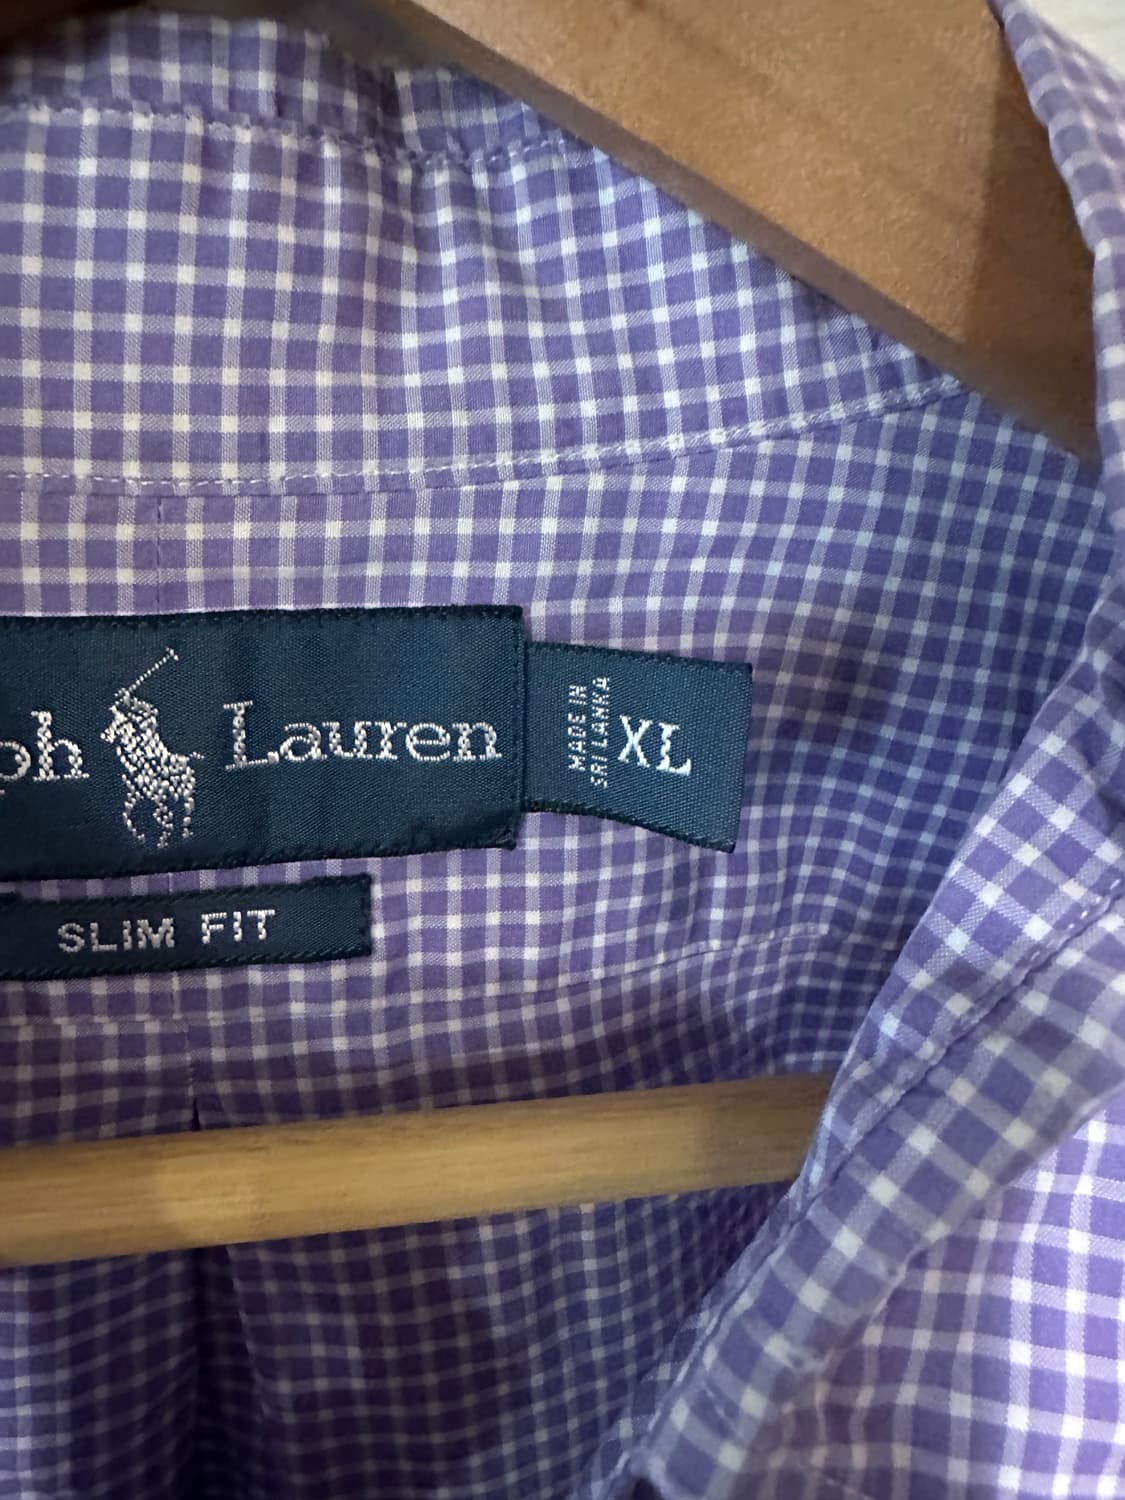 ph Lauren
MADE IN
SRI LANKA
XL
SLIM FIT